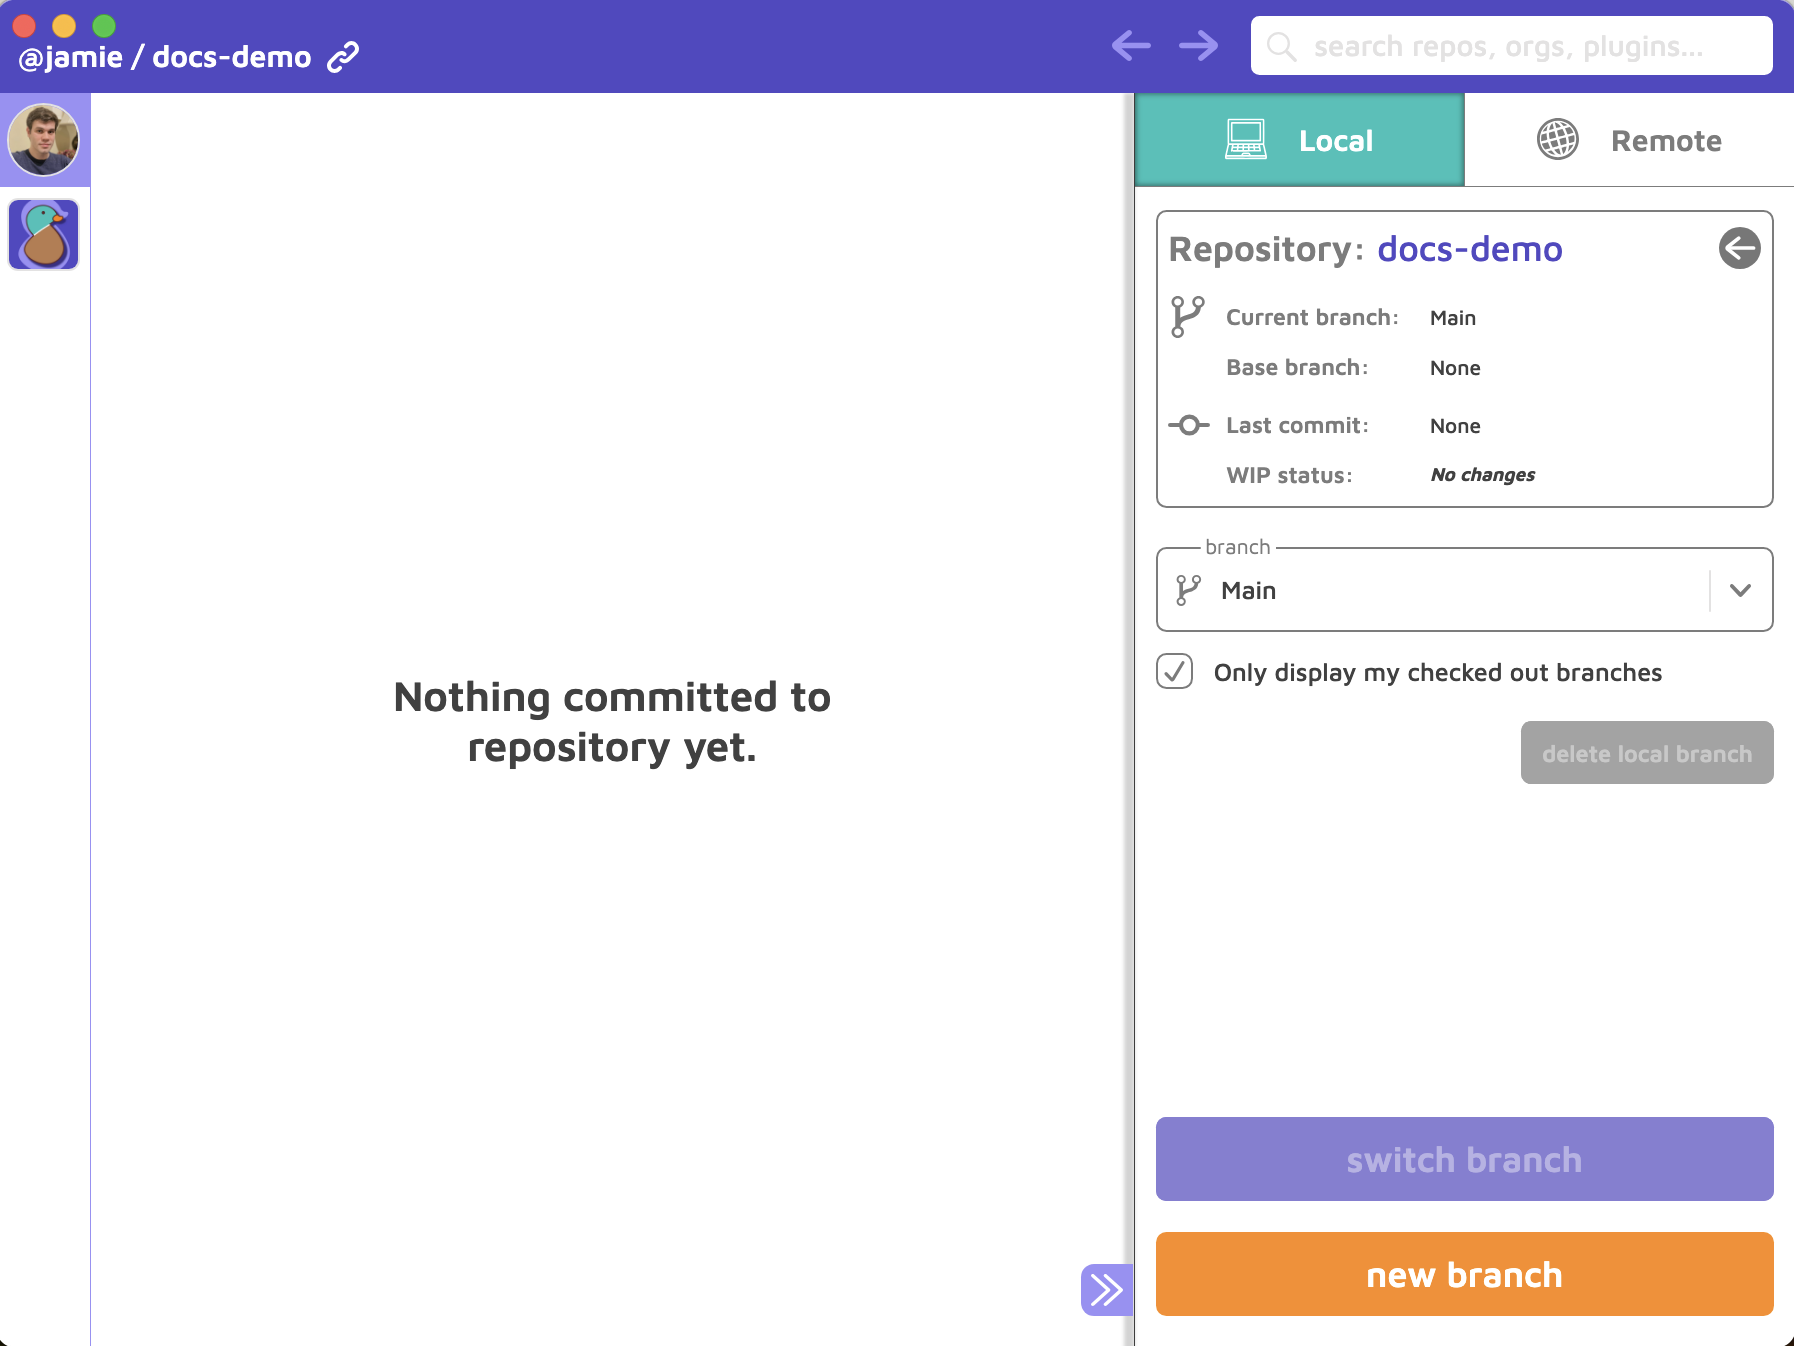 @jamie / docs-demo
search repos, orgs, plugins...
Local
Remote
Repository: docs-demo
Current branch: Main
Base branch: None
Last commit: None
WIP status: No changes
branch
Main
Only display my checked out branches
delete local branch
Nothing committed to
repository yet.
switch branch
new branch